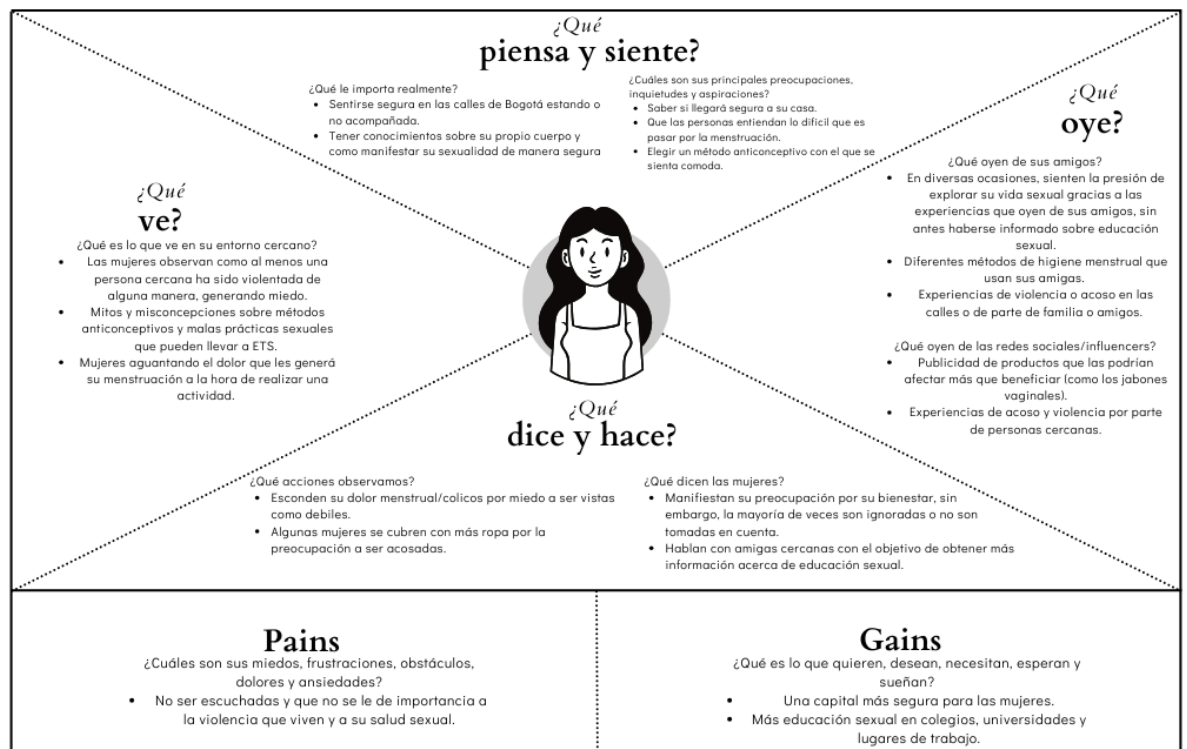 ¿Qué
piensa y siente?
¿Qué le importa realmente?
• Sentirse segura en las calles de Bogotá estando o
no acompañada.
• Tener conocimientos sobre su propio cuerpo y
como manifestar su sexualidad de manera segura
¿Cuáles son sus principales preocupaciones,
inquietudes y aspiraciones?
• Saber si llegará segura a su casa.
• Que las personas entiendan lo dificil que es
pasar por la menstruación.
• Elegir un método anticonceptivo con el que se
sienta comoda.
¿Qué
ve?
¿Qué es lo que ve en su entorno cercano?
• Las mujeres observan como al menos una
persona cercana ha sido violentada de
alguna manera, generando miedo.
• Mitos y misconcepciones sobre métodos
anticonceptivos y malas prácticas sexuales
que pueden llevar a ETS.
• Mujeres aguantando el dolor que les generá
su menstruación a la hora de realizar una
actividad.
¿Qué
oye?
¿Qué oyen de sus amigos?
• En diversas ocasiones, sienten la presión de
explorar su vida sexual gracias a las
experiencias que oyen de sus amigos, sin
antes haberse informado sobre educación
sexual.
• Diferentes métodos de higiene menstrual que
usan sus amigas.
• Experiencias de violencia o acoso en las
calles o de parte de familia o amigos.
¿Qué oyen de las redes sociales/influencers?
• Publicidad de productos que las podrían
afectar más que beneficiar (como los jabones
vaginales).
• Experiencias de acoso y violencia por parte
de personas cercanas.
¿Qué
dice y hace?
¿Qué acciones observamos?
• Esconden su dolor menstrual/colicos por miedo a ser vistas
como debiles.
• Algunas mujeres se cubren con más ropa por la
preocupación a ser acosadas.
¿Qué dicen las mujeres?
• Manifiestan su preocupación por su bienestar, sin
embargo, la mayoría de veces son ignoradas o no son
tomadas en cuenta.
• Hablan con amigas cercanas con el objetivo de obtener más
información acerca de educación sexual.
Pains
¿Cuáles son sus miedos, frustraciones, obstáculos,
dolores y ansiedades?
• No ser escuchadas y que no se le de importancia a
la violencia que viven y a su salud sexual.
Gains
¿Qué es lo que quieren, desean, necesitan, esperan y
sueñan?
• Una capital más segura para las mujeres.
• Más educación sexual en colegios, universidades y
lugares de trabajo.